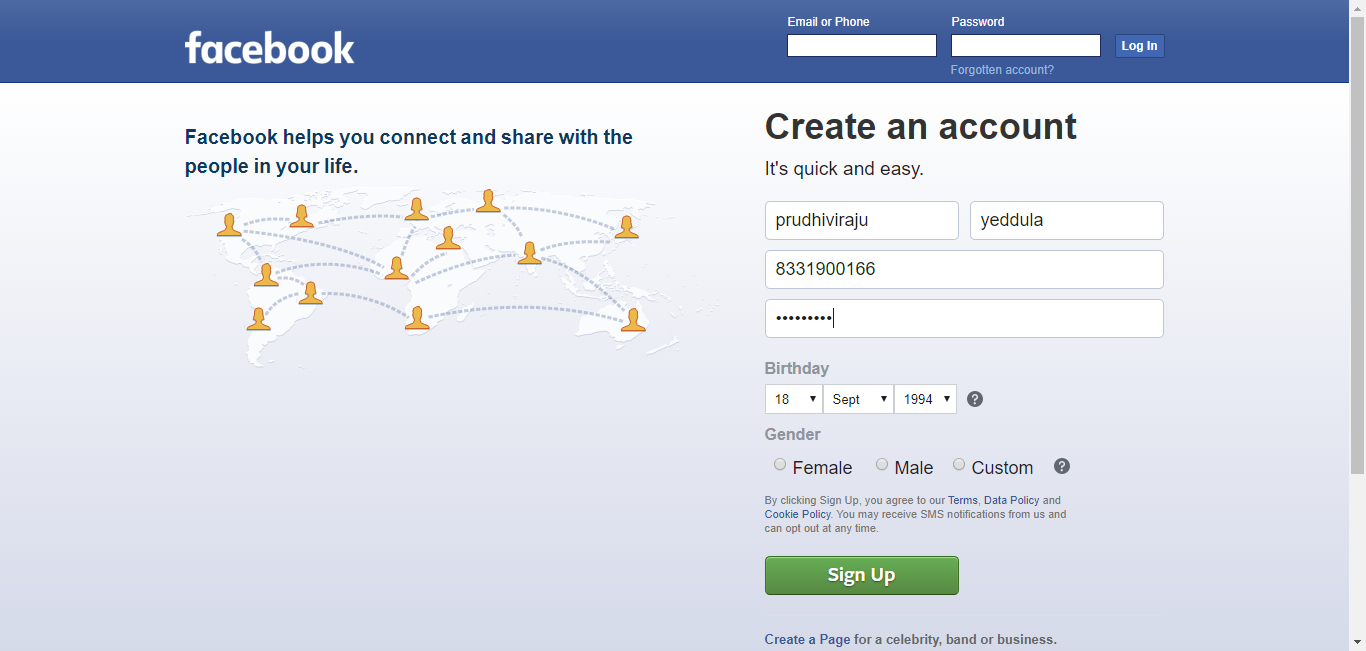 facebook
Email or Phone
Password
Log In
Forgotten account?
Facebook helps you connect and share with the
people in your life.
Create an account
It's quick and easy.
prudhiviraju
yeddula
8331900166
•••••••••
Birthday
18 Sept 1994 ?
Gender
Female Male Custom ?
By clicking Sign Up, you agree to our Terms, Data Policy and
Cookie Policy. You may receive SMS notifications from us and
can opt out at any time.
Sign Up
Create a Page for a celebrity, band or business.